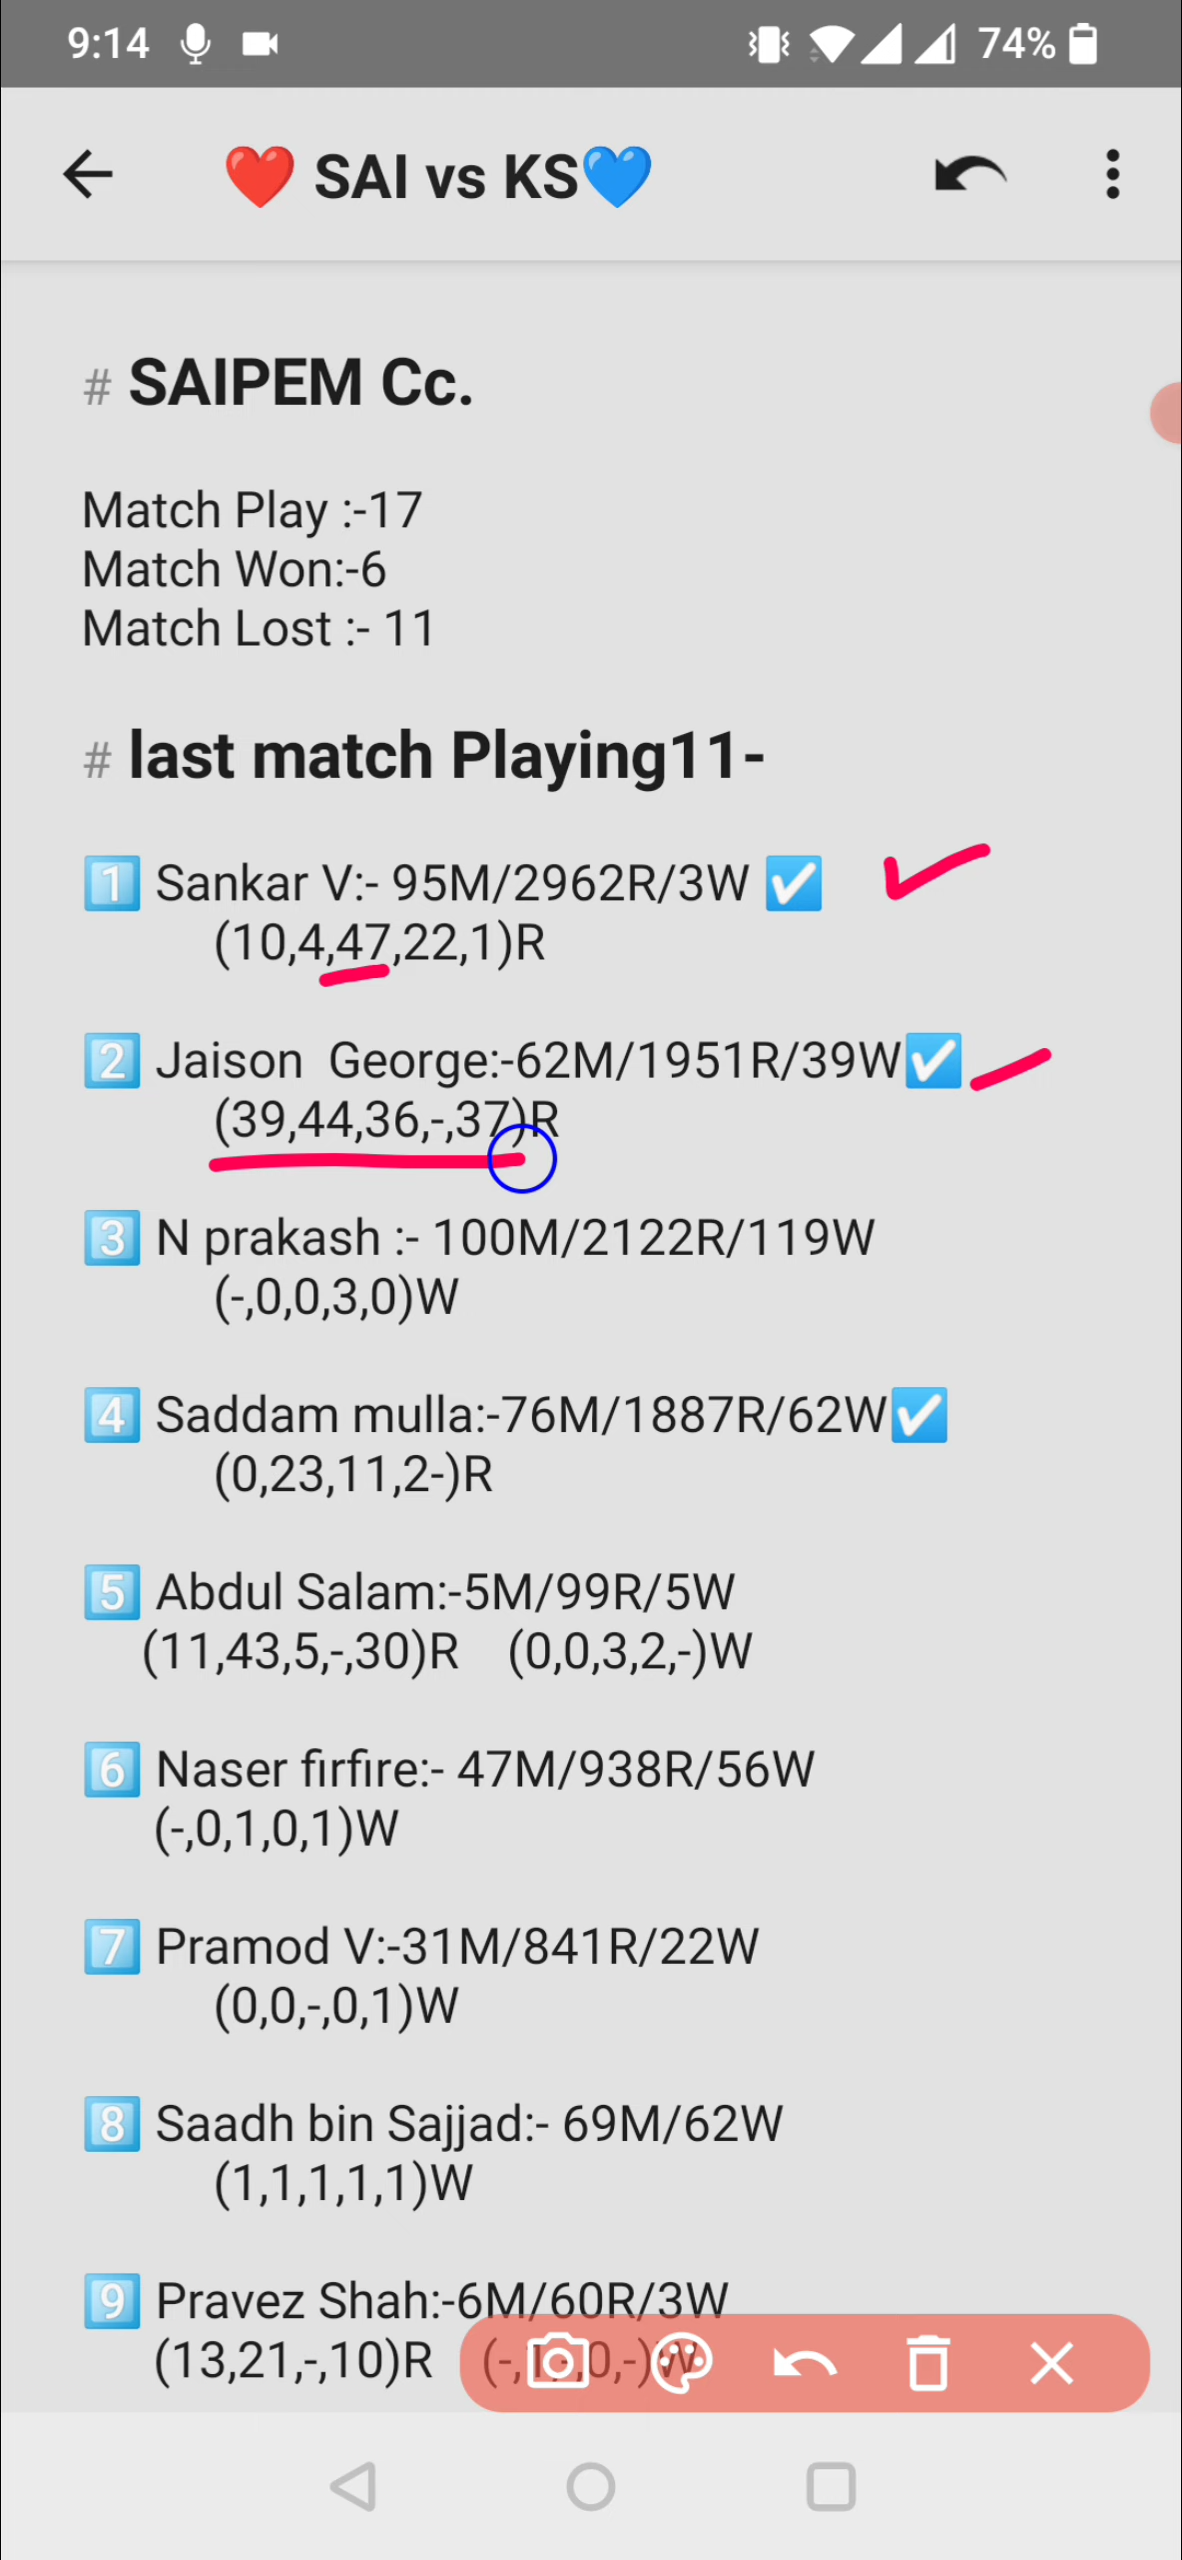 9:14 74%
❤️ SAI vs KS💙
# SAIPEM Cc.
Match Play :-17
Match Won:-6
Match Lost :- 11
# last match Playing11-
1️⃣ Sankar V:- 95M/2962R/3W ☑️
(10,4,47,22,1)R
2️⃣ Jaison  George:-62M/1951R/39W☑️
(39,44,36,-,37)R
3️⃣ N prakash :- 100M/2122R/119W
(-,0,0,3,0)W
4️⃣ Saddam mulla:-76M/1887R/62W☑️
(0,23,11,2-)R
5️⃣ Abdul Salam:-5M/99R/5W
(11,43,5,-,30)R   (0,0,3,2,-)W
6️⃣ Naser firfire:- 47M/938R/56W
(-,0,1,0,1)W
7️⃣ Pramod V:-31M/841R/22W
(0,0,-,0,1)W
8️⃣ Saadh bin Sajjad:- 69M/62W
(1,1,1,1,1)W
9️⃣ Pravez Shah:-6M/60R/3W
(13,21,-,10)R